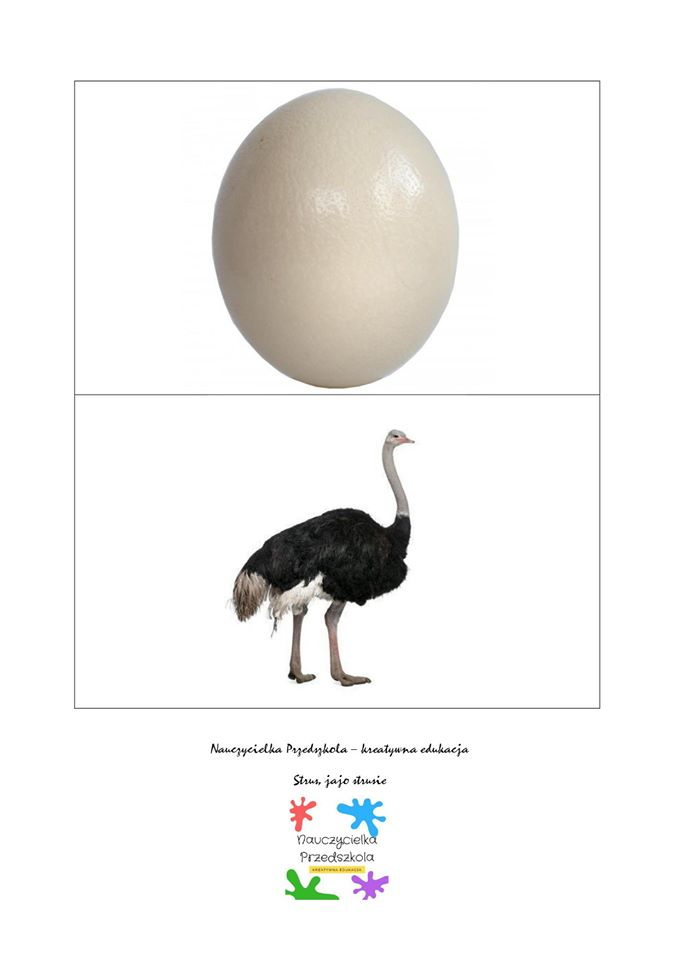 Nauczycielka Przedszkola – kreatywna edukacja
Struś, jajo strusie
Nauczycielka
Przedszkola
KREATYWNA EDUKACJA